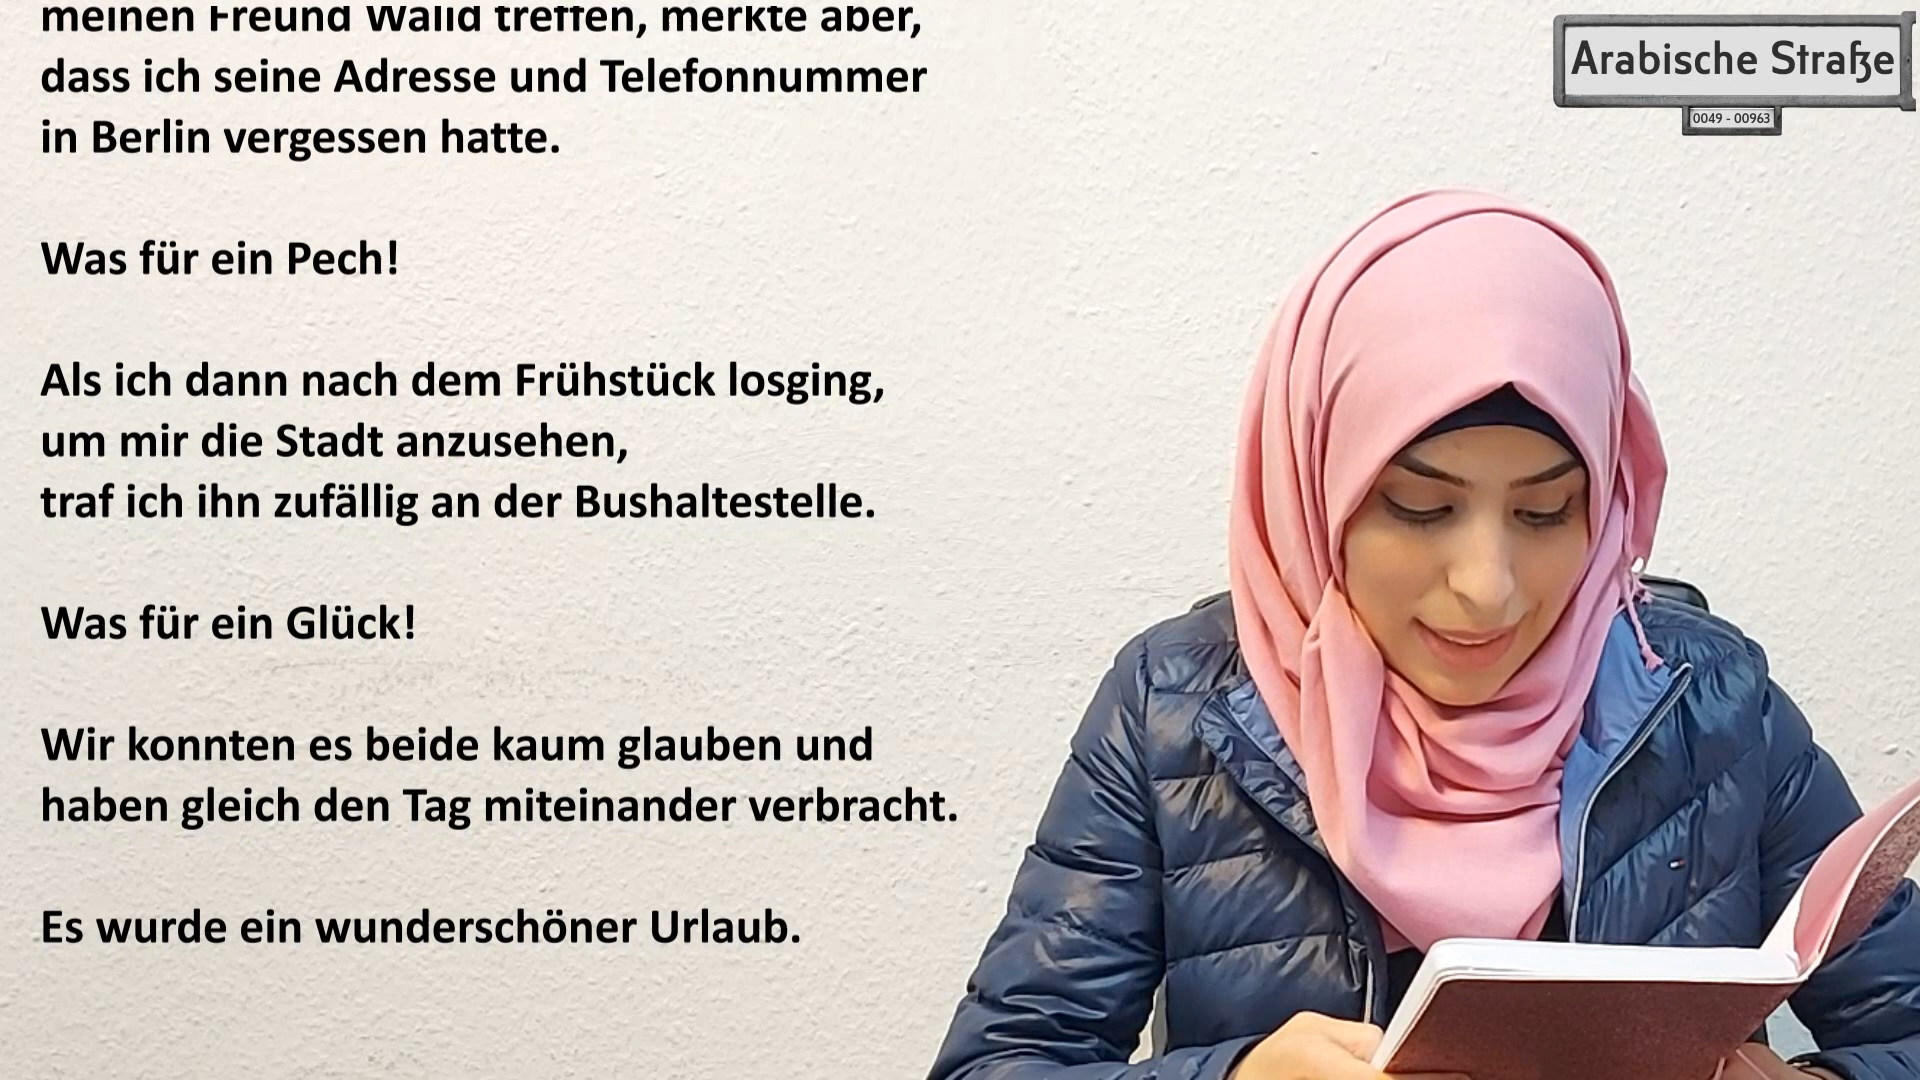 meinen Freund Walid treffen, merkte aber,
dass ich seine Adresse und Telefonnummer
in Berlin vergessen hatte.
Was für ein Pech!
Als ich dann nach dem Frühstück losging,
um mir die Stadt anzusehen,
traf ich ihn zufällig an der Bushaltestelle.
Was für ein Glück!
Wir konnten es beide kaum glauben und
haben gleich den Tag miteinander verbracht.
Es wurde ein wunderschöner Urlaub.
Arabische Straße
0049 - 00963